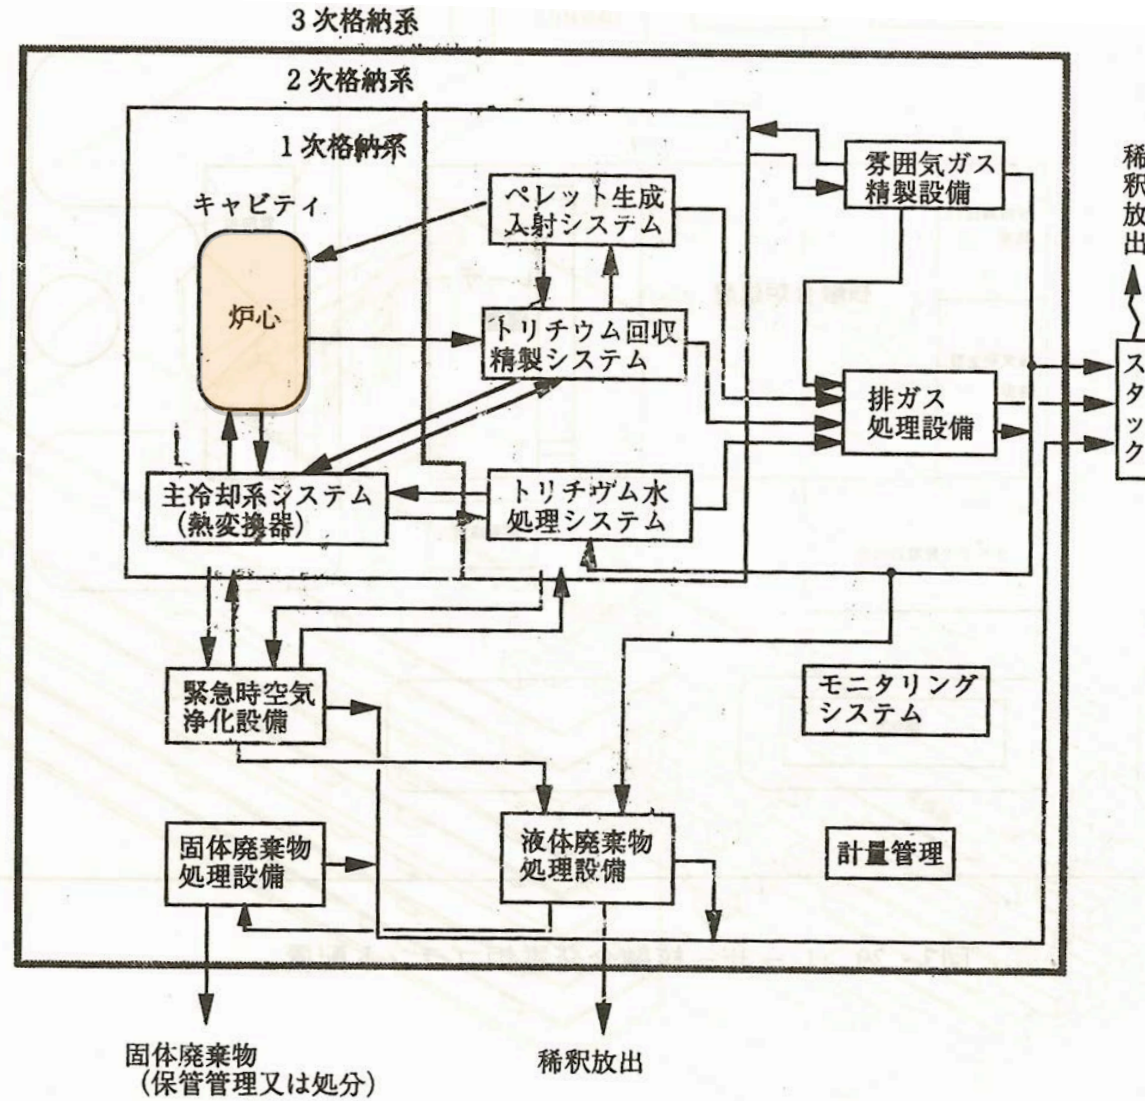 3次格納系
2次格納系
1次格納系
キャビティ
炉心
ペレット生成
入射システム
雰囲気ガス
精製設備
稀釈放出
トリチウム回収
精製システム
排ガス
処理設備
スタック
主冷却系システム
(熱変換器)
トリチヴム水
処理システム
緊急時空気
浄化設備
モニタリング
システム
固体廃棄物
処理設備
液体廃棄物
処理設備
計量管理
固体廃棄物
(保管管理又は処分)
稀釈放出